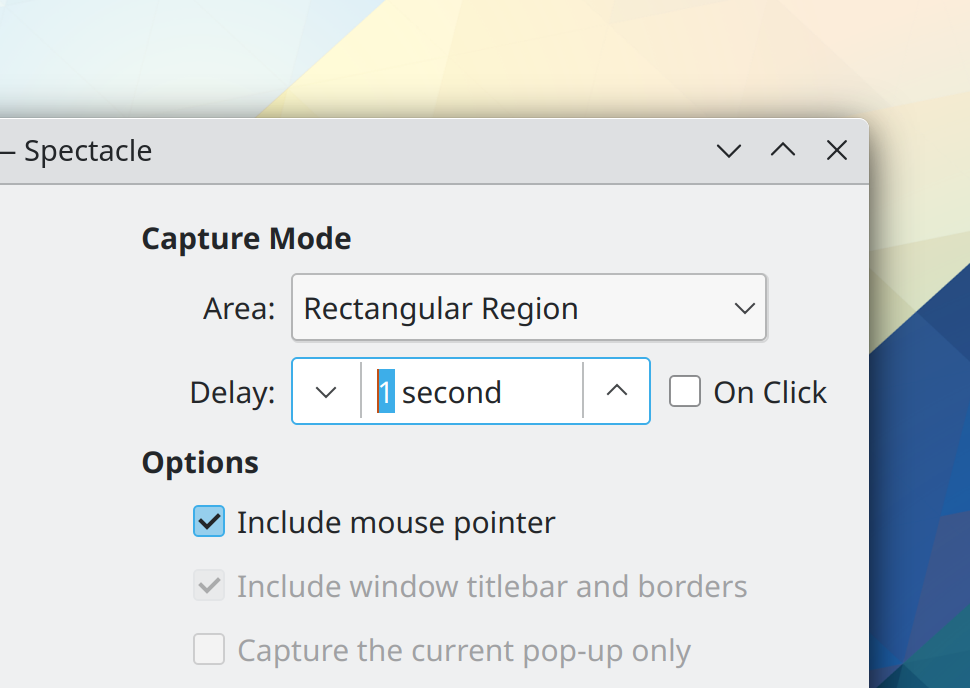 – Spectacle
Capture Mode
Area: Rectangular Region
Delay: 1 second On Click
Options
Include mouse pointer
Include window titlebar and borders
Capture the current pop-up only